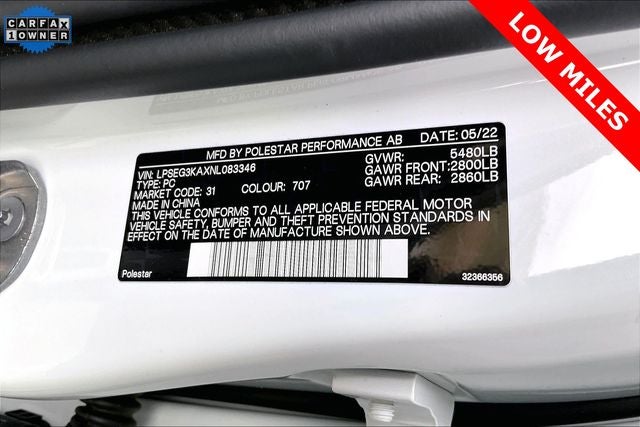 CARFAX
1 OWNER
LOW MILES
MFD BY POLESTAR PERFORMANCE AB DATE: 05/22
VIN: LPSEG3KAXNL083346 GVWR: 5480LB
TYPE: PC GAWR FRONT: 2800LB
MARKET CODE: 31 COLOUR: 707 GAWR REAR: 2860LB
MADE IN CHINA
THIS VEHICLE CONFORMS TO ALL APPLICABLE FEDERAL MOTOR
VEHICLE SAFETY, BUMPER AND THEFT PREVENTION STANDARDS IN
EFFECT ON THE DATE OF MANUFACTURE SHOWN ABOVE.
Polestar 32366356